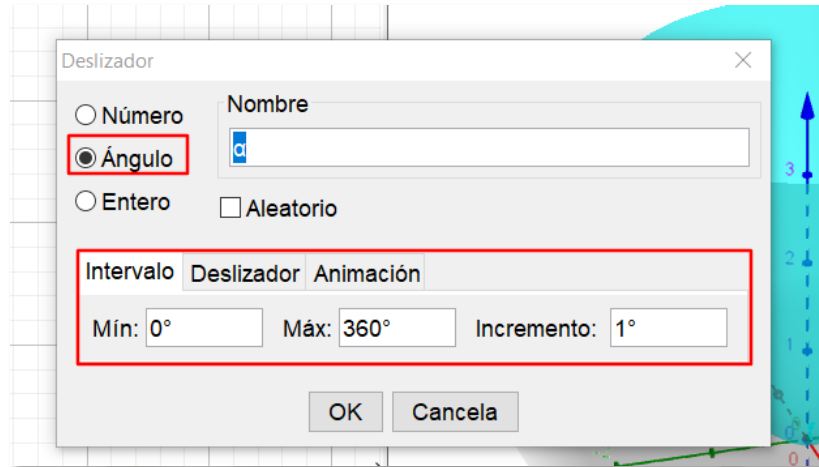 Deslizador
Número
Nombre
Ángulo
α
Entero
Aleatorio
Intervalo Deslizador Animación
Mín: 0° Máx: 360° Incremento: 1°
OK Cancela
3
2
1
0
0